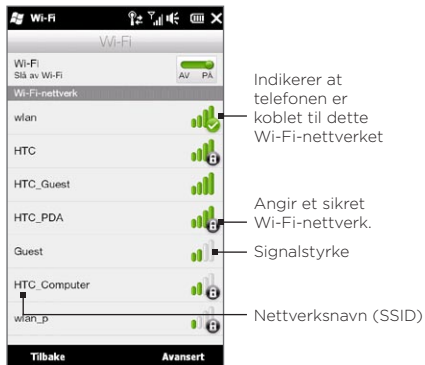 Wi-Fi
Wi-Fi
Wi-Fi
Slå av Wi-Fi
AV PÅ
Wi-Fi-nettverk
wlan
HTC
HTC_Guest
HTC_PDA
Guest
HTC_Computer
wlan_p
Tilbake Avansert
Indikerer at
telefonen er
koblet til dette
Wi-Fi-nettverket
Angir et sikret
Wi-Fi-nettverk.
Signalstyrke
Nettverksnavn (SSID)